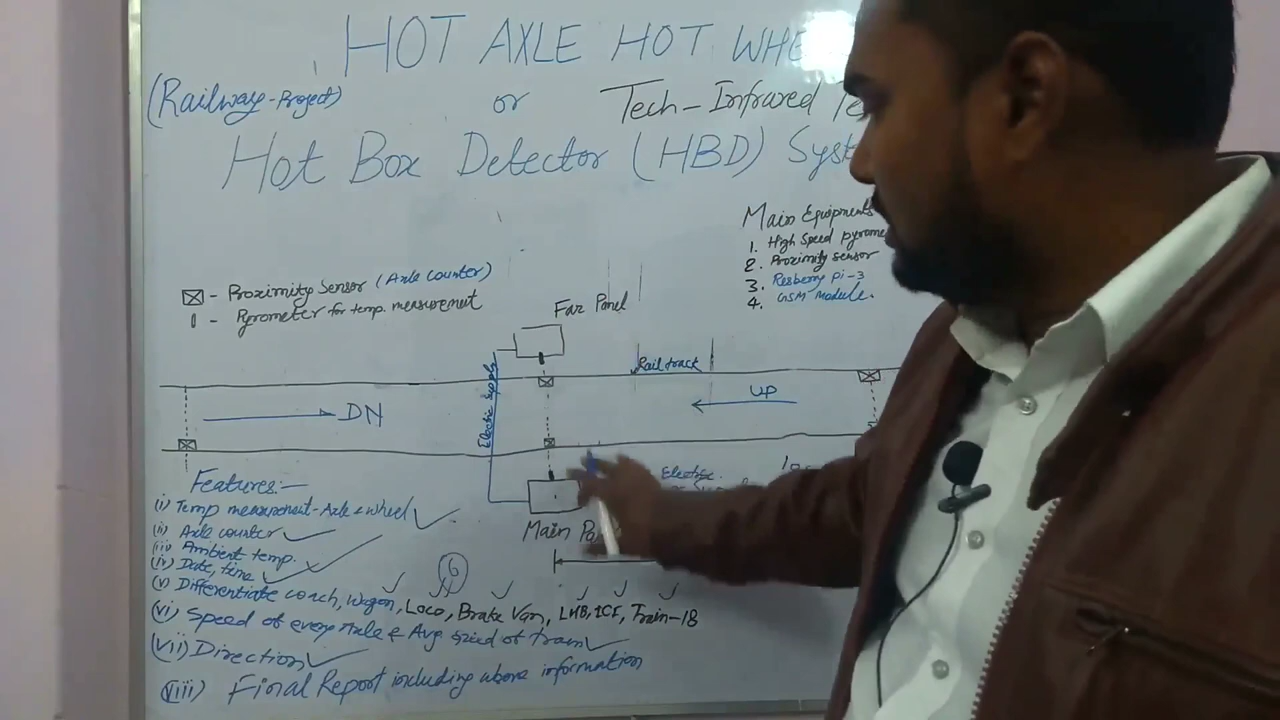 HOT AXLE HOT WHE
(Railway-Project)
or
Tech-Infrared Te
Hot Box Detector (HBD) Syst
Main Equipments
1. High Speed pyrome
2. Proximity sensor
3. Resberry Pi-3
4. GSM Module.
- Proximity Sensor (Axle Counter)
- Pyrometer for temp. measurement
Far Panel
Rail track
Electric Supply
DN
UP
Electric
Main Pa
Features:-
(i) Temp measurement-Axle & wheel
(ii) Axle counter
(iii) Ambient temp.
(iv) Date, time
(v) Differentiate coach, Wagon, Loco, Brake Van, LHB, ICF, Train-18
6
(vi) Speed of every Axle & Avg speed of train
(vii) Direction
(viii) Final Report including above information